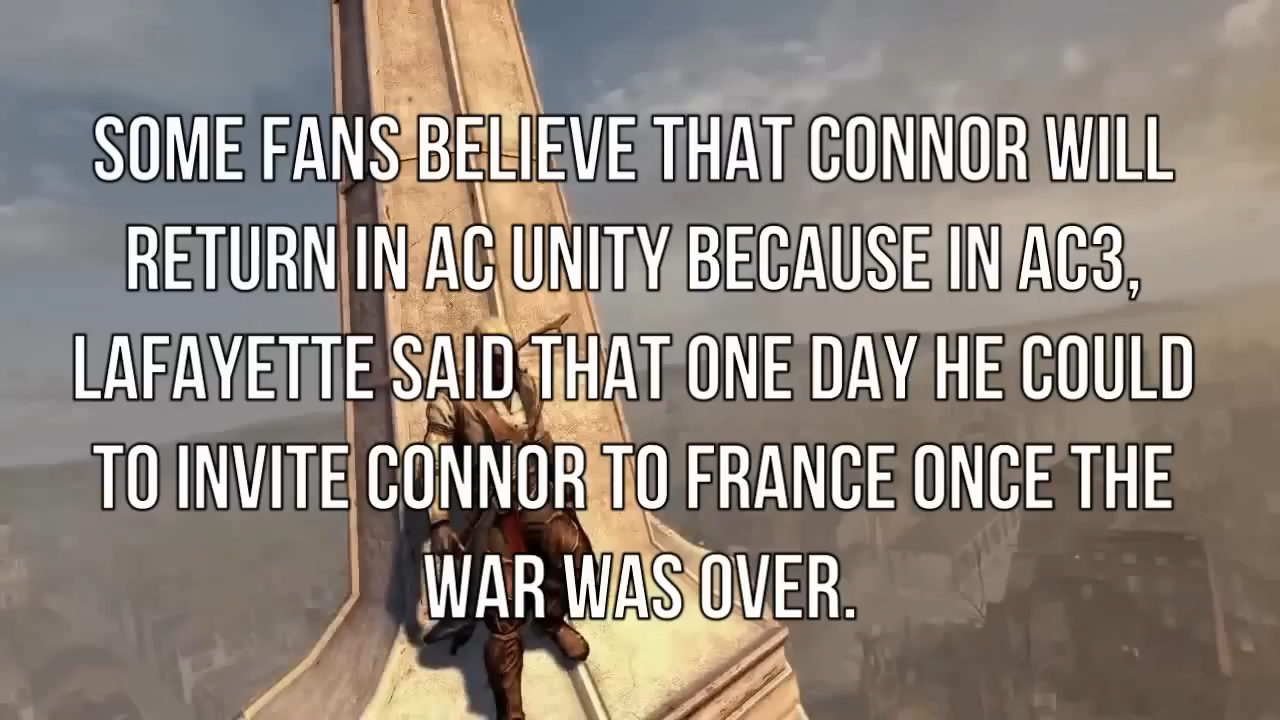 SOME FANS BELIEVE THAT CONNOR WILL
RETURN IN AC UNITY BECAUSE IN AC3,
LAFAYETTE SAID THAT ONE DAY HE COULD
TO INVITE CONNOR TO FRANCE ONCE THE
WAR WAS OVER.